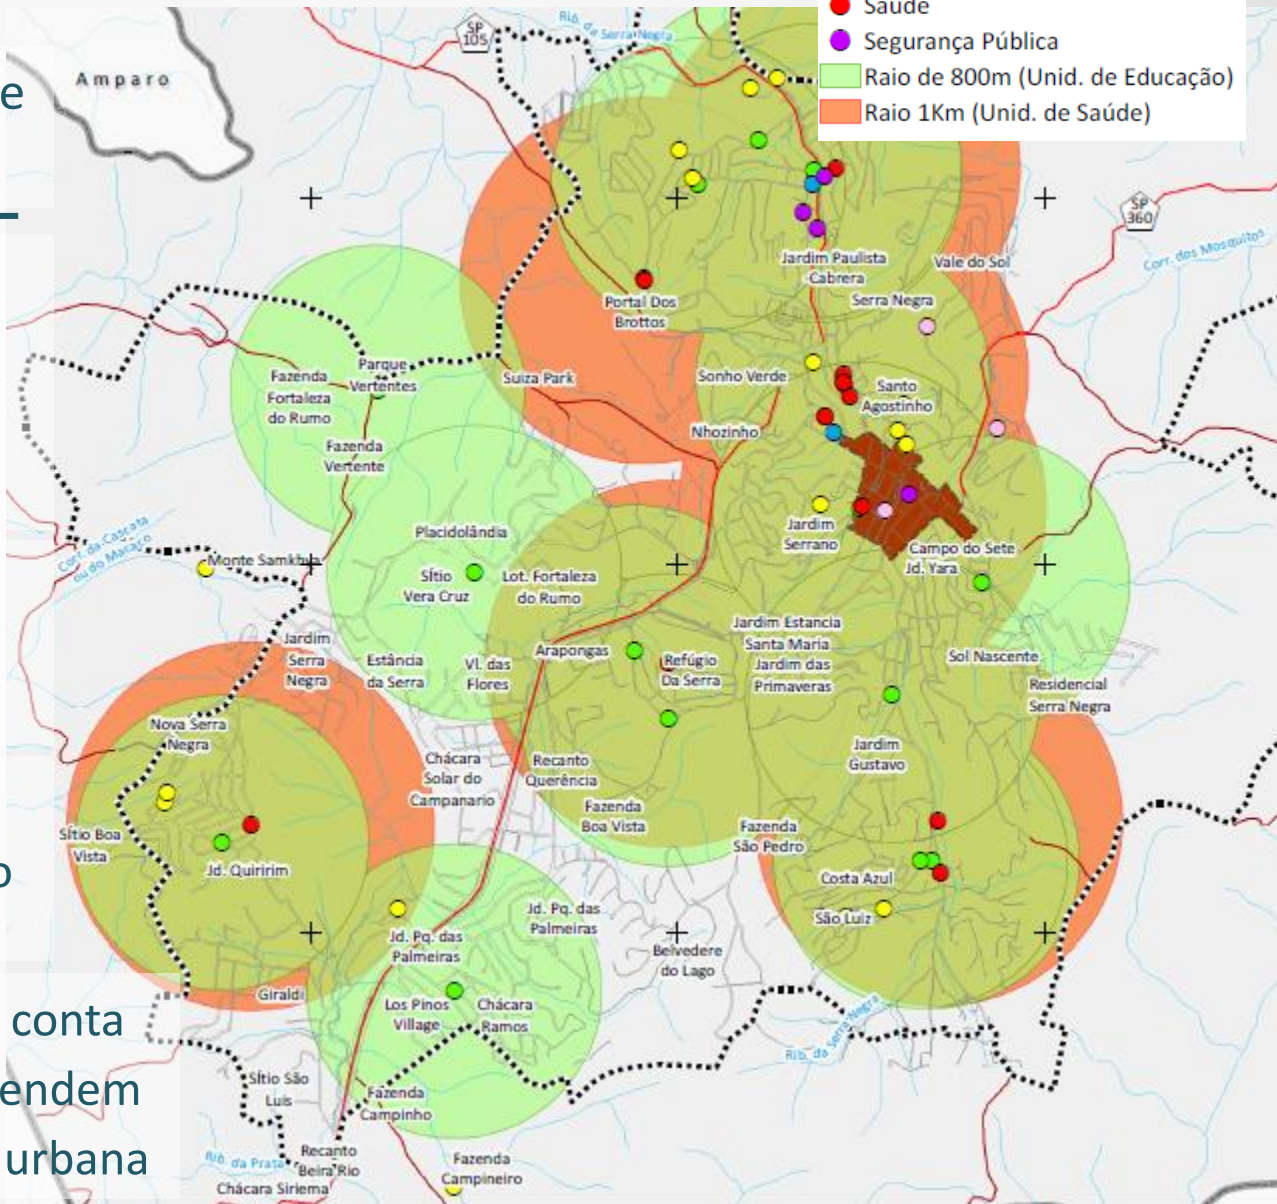 Saúde
Segurança Pública
Raio de 800m (Unid. de Educação)
Raio 1Km (Unid. de Saúde)
e
o
conta
endem
urbana
Amparo
SP
105
Rib. da Serra Negra
SP
360
Corr. dos Mosquitos
Jardim Paulista
Cabrera
Vale do Sol
Serra Negra
Portal Dos
Brottos
Parque
Vertentes
Fazenda
Fortaleza
do Rumo
Suiza Park
Sonho Verde
Santo
Agostinho
Nhozinho
Fazenda
Vertente
Placidolândia
Jardim
Serrano
Campo do Sete
Jd. Yara
Corr. da Cascata
ou do Macaco
Monte Samkhya
Sítio
Vera Cruz
Lot. Fortaleza
do Rumo
Jardim
Serra
Negra
Estância
da Serra
Vl. das
Flores
Arapongas
Refúgio
Da Serra
Jardim Estancia
Santa Maria
Jardim das
Primaveras
Sol Nascente
Residencial
Serra Negra
Nova Serra
Negra
Chácara
Solar do
Campanario
Recanto
Querência
Jardim
Gustavo
Fazenda
Boa Vista
Fazenda
São Pedro
Sítio Boa
Vista
Jd. Quiririm
Costa Azul
São Luiz
Jd. Pq. das
Palmeiras
Jd. Pq. das
Palmeiras
Belvedere
do Lago
Giraldi
Los Pinos
Village
Chácara
Ramos
Rib. da Serra Negra
Sítio São
Luis
Fazenda
Campinho
Rib. da Prata
Recanto
Beira Rio
Chácara Siriema
Fazenda
Campineiro